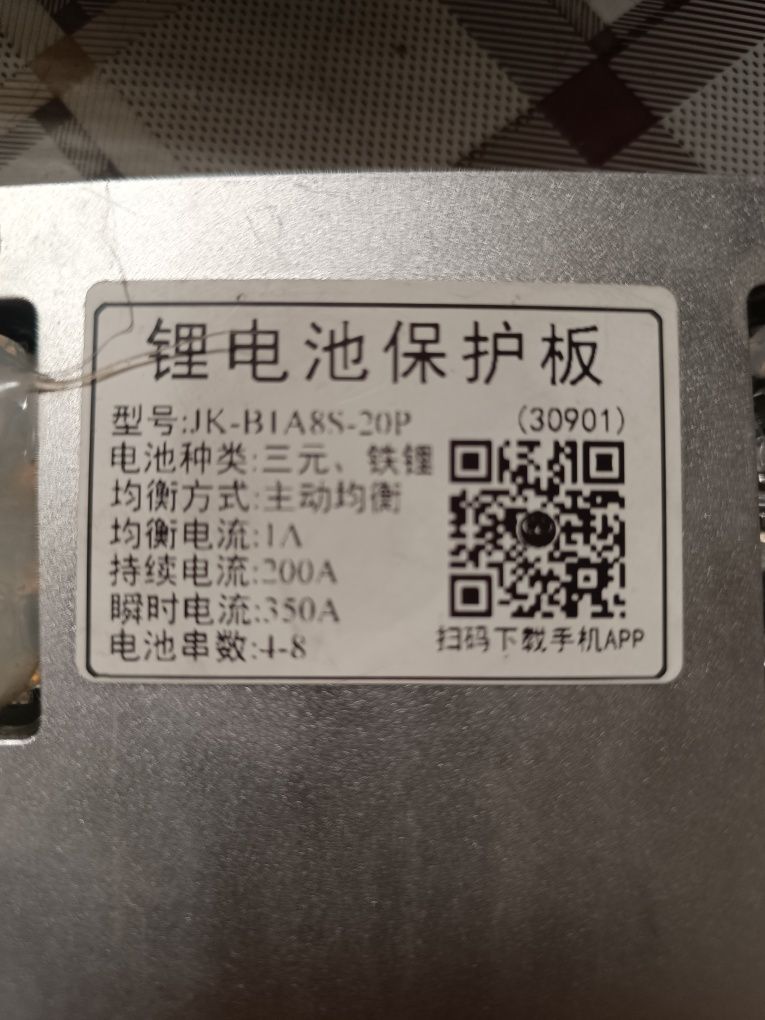 锂电池保护板
型号:JK-B1A8S-20P (30901)
电池种类:三元、铁锂
均衡方式:主动均衡
均衡电流:1A
持续电流:200A
瞬时电流:350A
电池串数:4-8
扫码下载手机APP